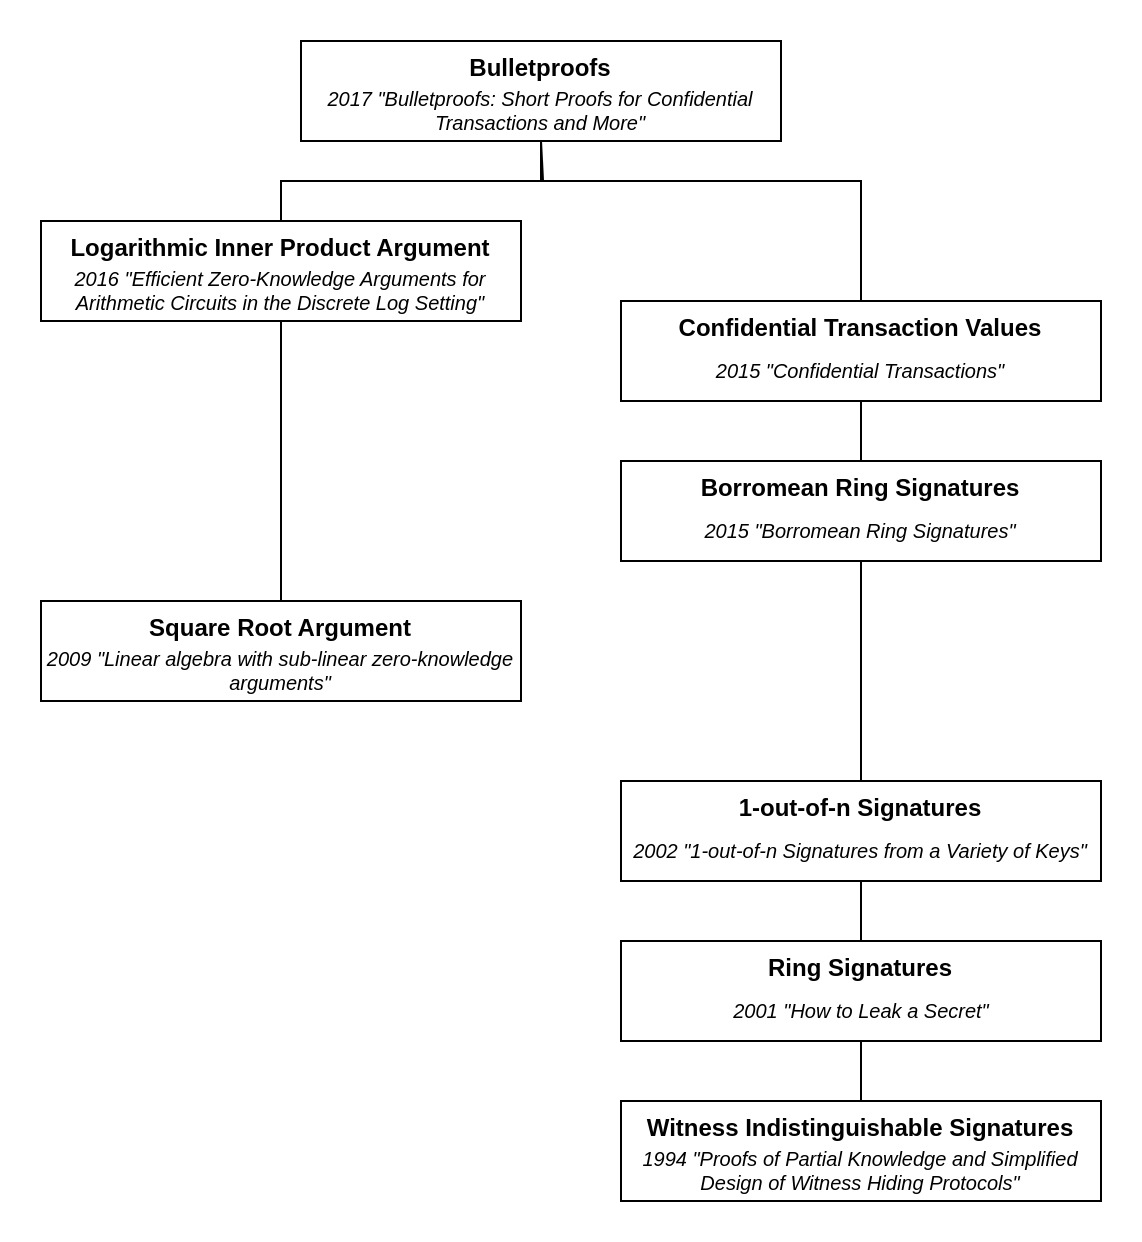 Bulletproofs
2017 "Bulletproofs: Short Proofs for Confidential
Transactions and More"
Logarithmic Inner Product Argument
2016 "Efficient Zero-Knowledge Arguments for
Arithmetic Circuits in the Discrete Log Setting"
Confidential Transaction Values
2015 "Confidential Transactions"
Borromean Ring Signatures
2015 "Borromean Ring Signatures"
Square Root Argument
2009 "Linear algebra with sub-linear zero-knowledge
arguments"
1-out-of-n Signatures
2002 "1-out-of-n Signatures from a Variety of Keys"
Ring Signatures
2001 "How to Leak a Secret"
Witness Indistinguishable Signatures
1994 "Proofs of Partial Knowledge and Simplified
Design of Witness Hiding Protocols"